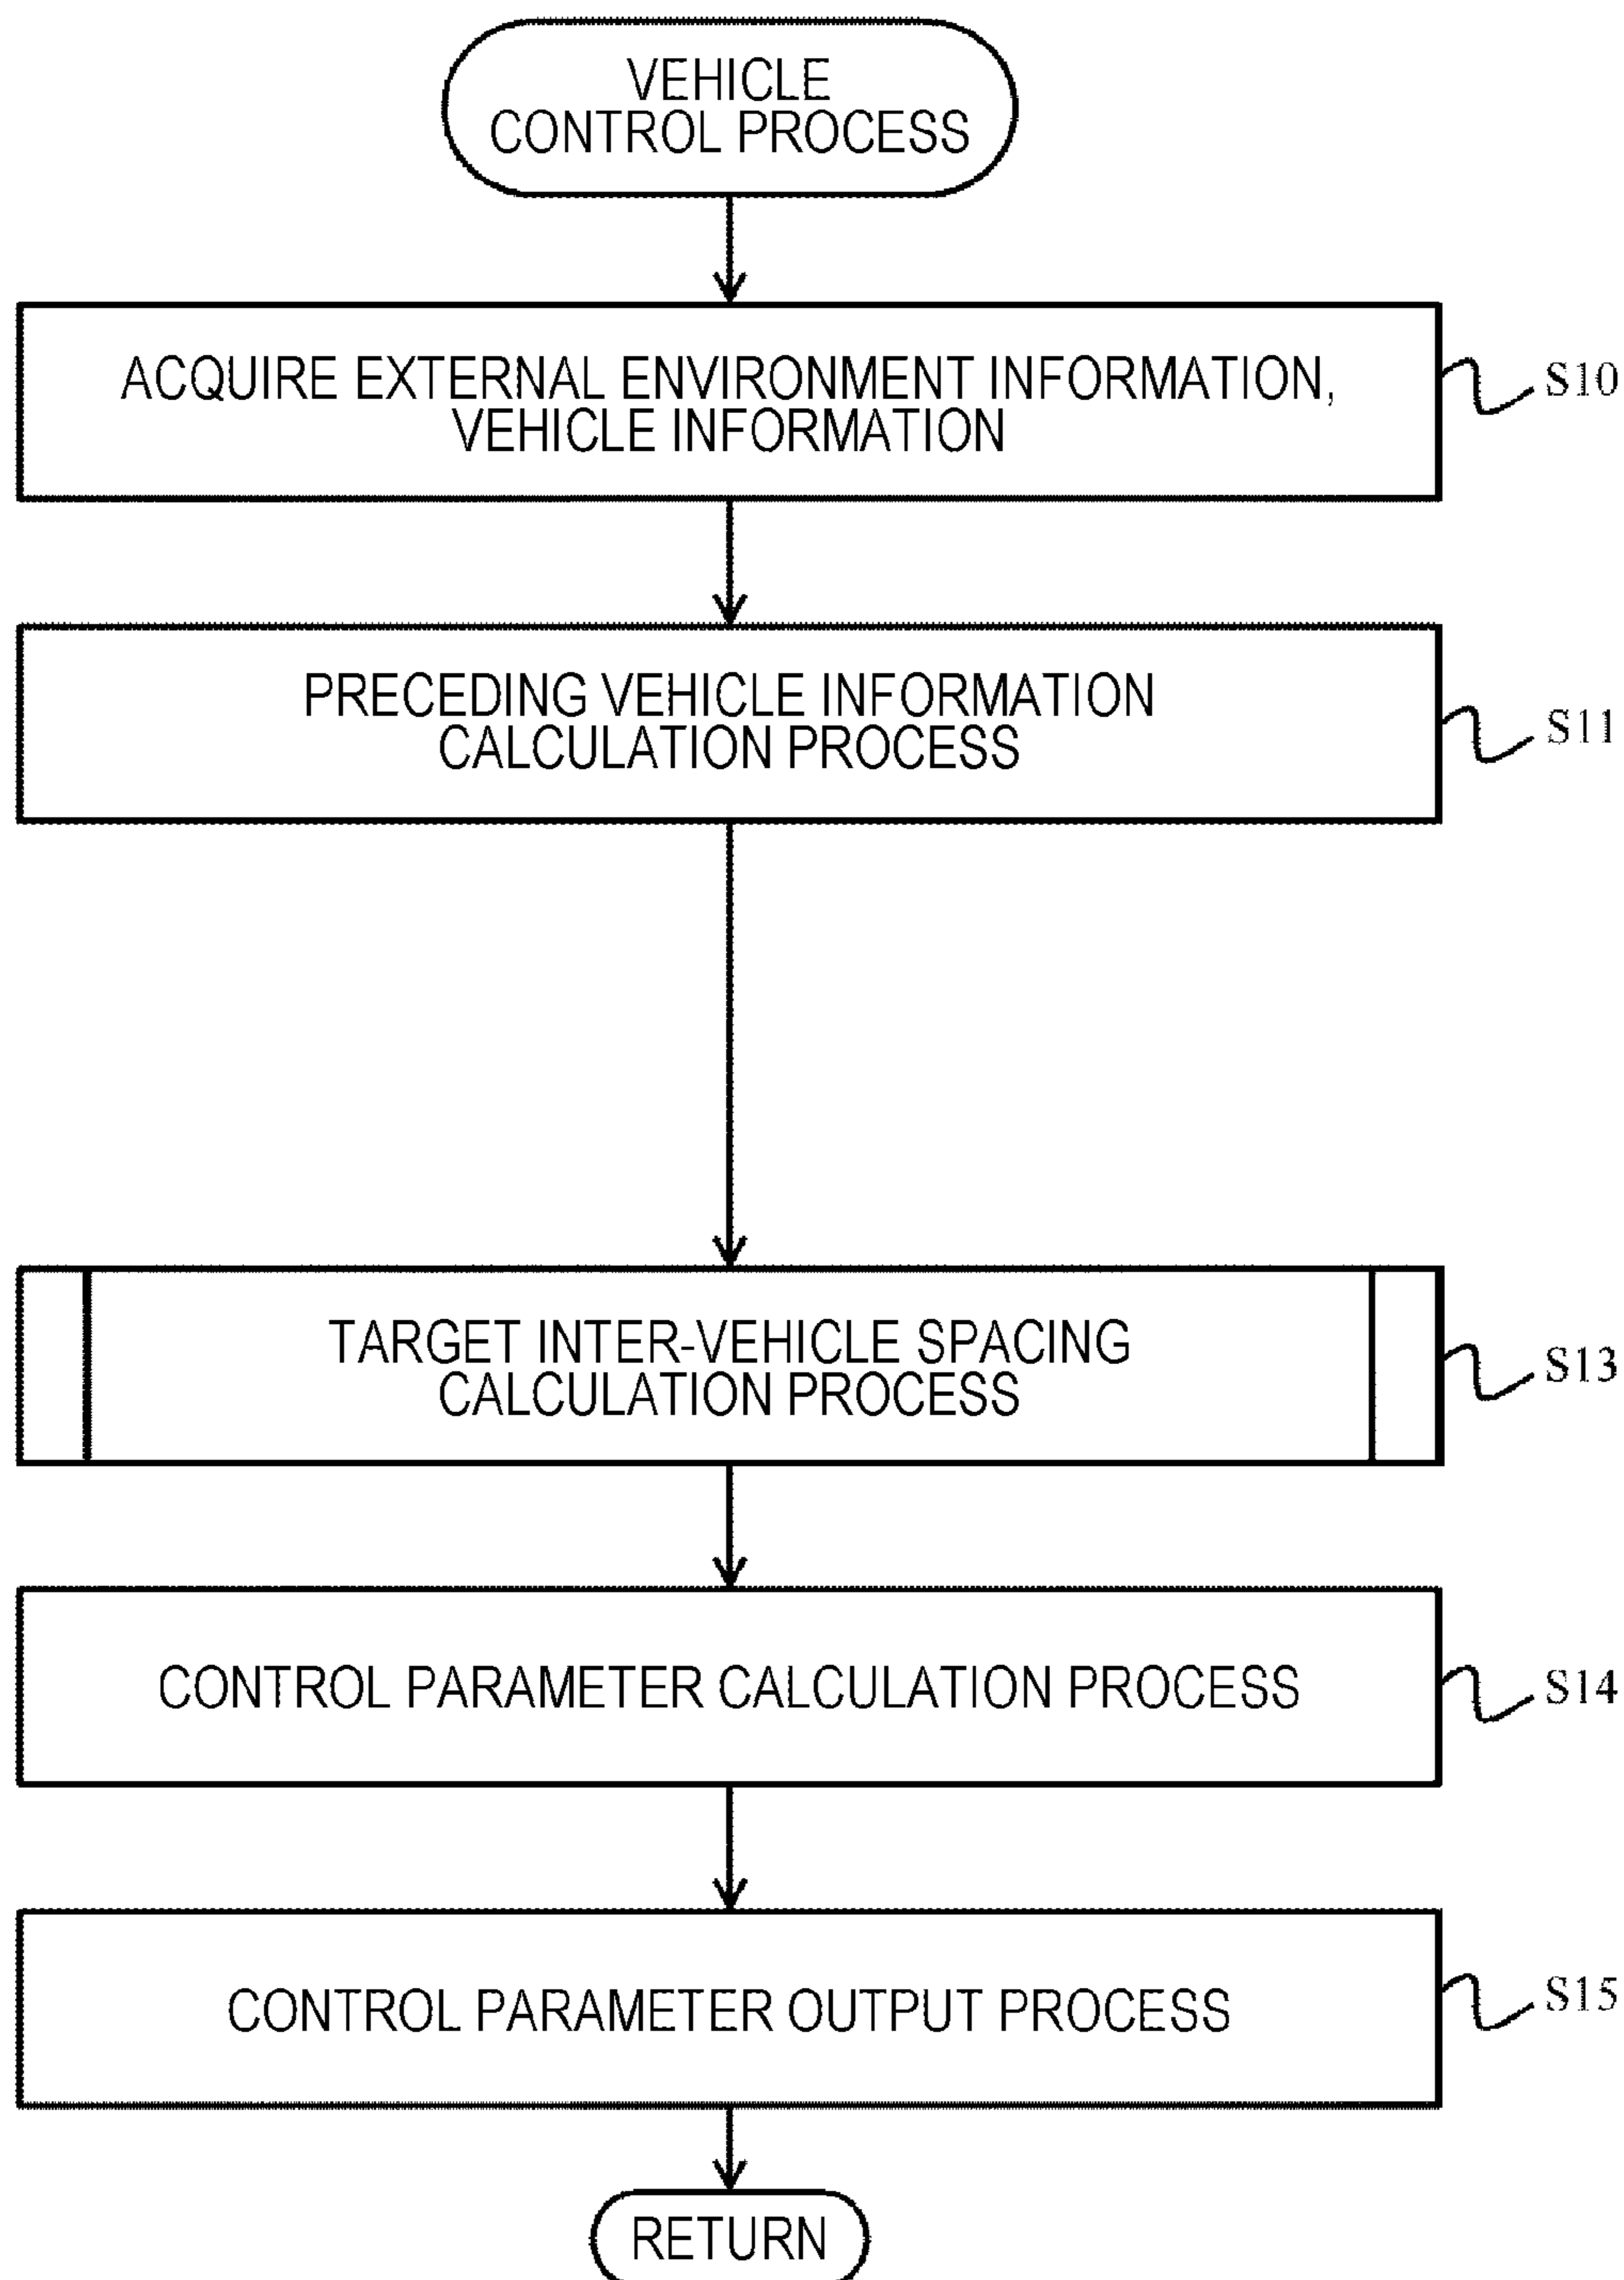 VEHICLE
CONTROL PROCESS
ACQUIRE EXTERNAL ENVIRONMENT INFORMATION,
VEHICLE INFORMATION
S10
PRECEDING VEHICLE INFORMATION
CALCULATION PROCESS
S11
TARGET INTER-VEHICLE SPACING
CALCULATION PROCESS
S13
CONTROL PARAMETER CALCULATION PROCESS
S14
CONTROL PARAMETER OUTPUT PROCESS
S15
RETURN